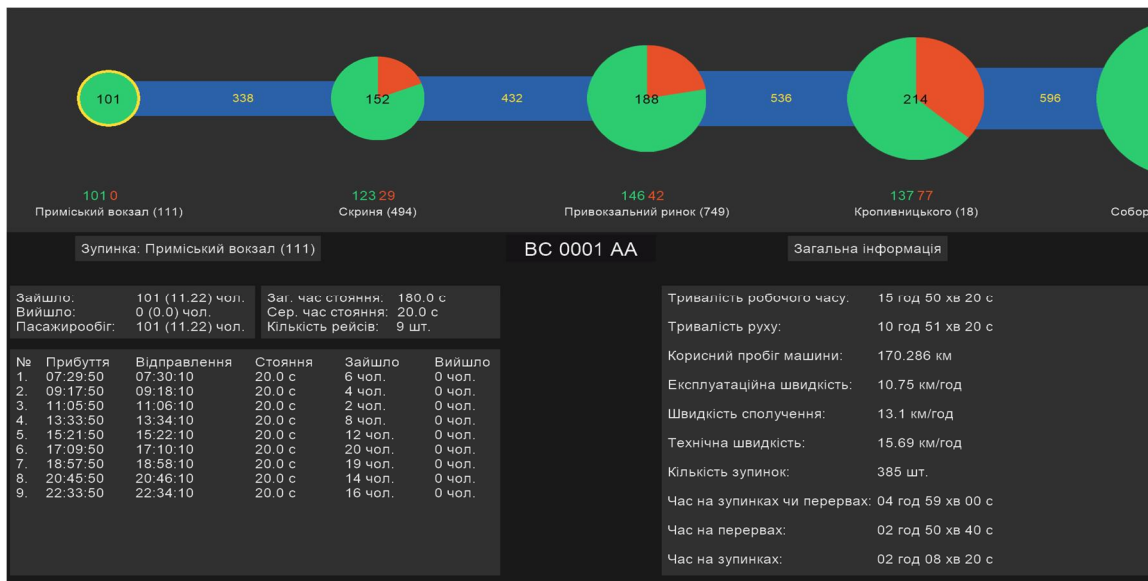 101 338 152 432 188 536 214 596
101 0 123 29 146 42 137 77
Приміський вокзал (111) Скриня (494) Привокзальний ринок (749) Кропивницького (18) Собор
Зупинка: Приміський вокзал (111) BC 0001 AA Загальна інформація
Зайшло: 101 (11.22) чол.
Вийшло: 0 (0.0) чол.
Пасажирообіг: 101 (11.22) чол.
Заг. час стояння: 180.0 с
Сер. час стояння: 20.0 с
Кількість рейсів: 9 шт.
№ Прибуття Відправлення Стояння Зайшло Вийшло
1. 07:29:50 07:30:10 20.0 с 6 чол. 0 чол.
2. 09:17:50 09:18:10 20.0 с 4 чол. 0 чол.
3. 11:05:50 11:06:10 20.0 с 2 чол. 0 чол.
4. 13:33:50 13:34:10 20.0 с 8 чол. 0 чол.
5. 15:21:50 15:22:10 20.0 с 12 чол. 0 чол.
6. 17:09:50 17:10:10 20.0 с 20 чол. 0 чол.
7. 18:57:50 18:58:10 20.0 с 19 чол. 0 чол.
8. 20:45:50 20:46:10 20.0 с 14 чол. 0 чол.
9. 22:33:50 22:34:10 20.0 с 16 чол. 0 чол.
Тривалість робочого часу: 15 год 50 хв 20 с
Тривалість руху: 10 год 51 хв 20 с
Корисний пробіг машини: 170.286 км
Експлуатаційна швидкість: 10.75 км/год
Швидкість сполучення: 13.1 км/год
Технічна швидкість: 15.69 км/год
Кількість зупинок: 385 шт.
Час на зупинках чи перервах: 04 год 59 хв 00 с
Час на перервах: 02 год 50 хв 40 с
Час на зупинках: 02 год 08 хв 20 с